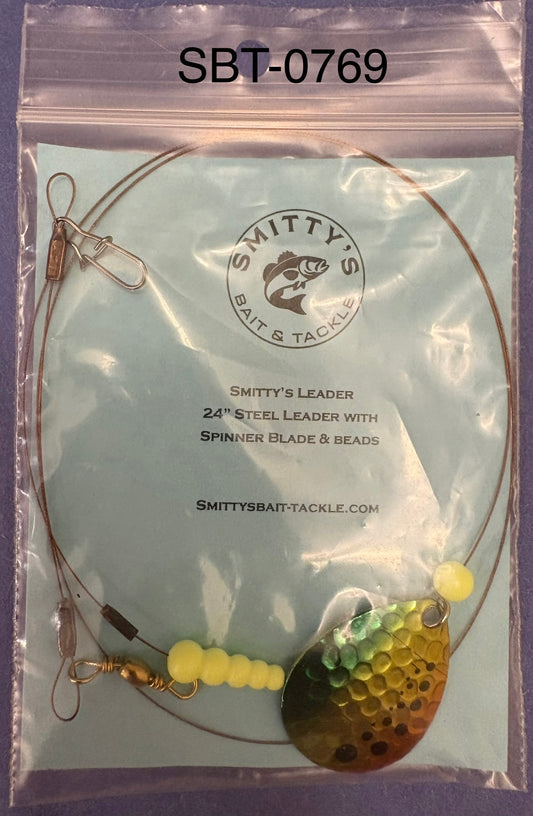 SBT-0769
SMITTY'S
BAIT & TACKLE
Smitty's Leader
24" Steel Leader with
Spinner Blade & beads
Smittysbait-tackle.com